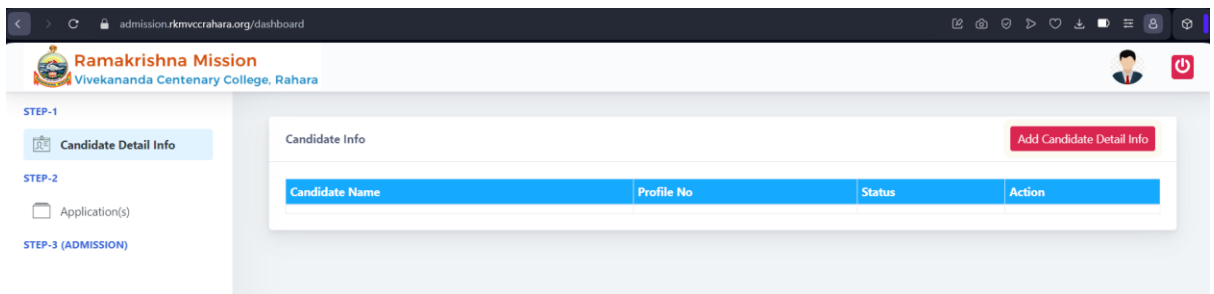 admission.rkmvccrahara.org/dashboard
Ramakrishna Mission
Vivekananda Centenary College, Rahara
STEP-1
Candidate Detail Info
STEP-2
Application(s)
STEP-3 (ADMISSION)
Candidate Info
Add Candidate Detail Info
Candidate Name Profile No Status Action